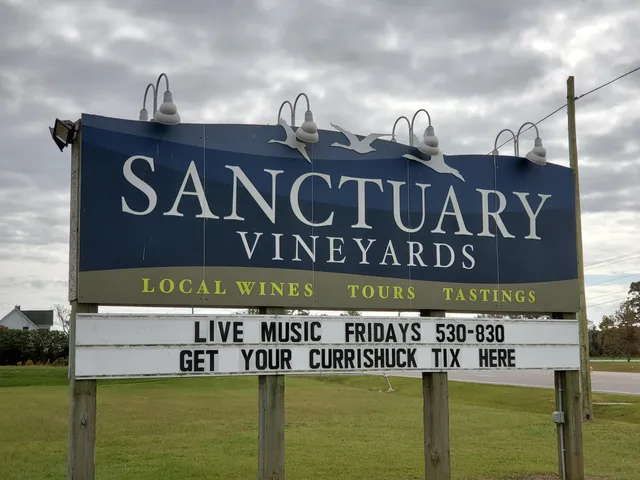 SANCTUARY
VINEYARDS
LOCAL WINES TOURS TASTINGS
LIVE MUSIC FRIDAYS 530-830
GET YOUR CURRISHUCK TIX HERE